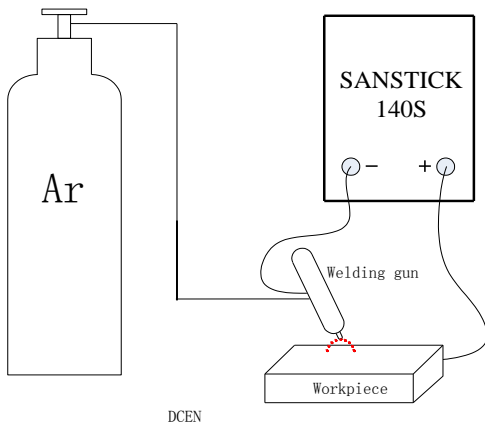 SANSTICK
140S
− +
Ar
Welding gun
Workpiece
DCEN